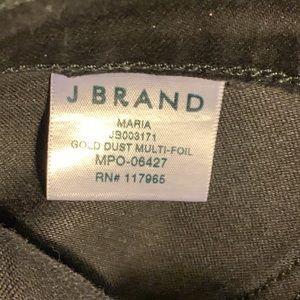 J BRAND
MARIA
JB003171
GOLD DUST MULTI-FOIL
MPO-06427
RN# 117965